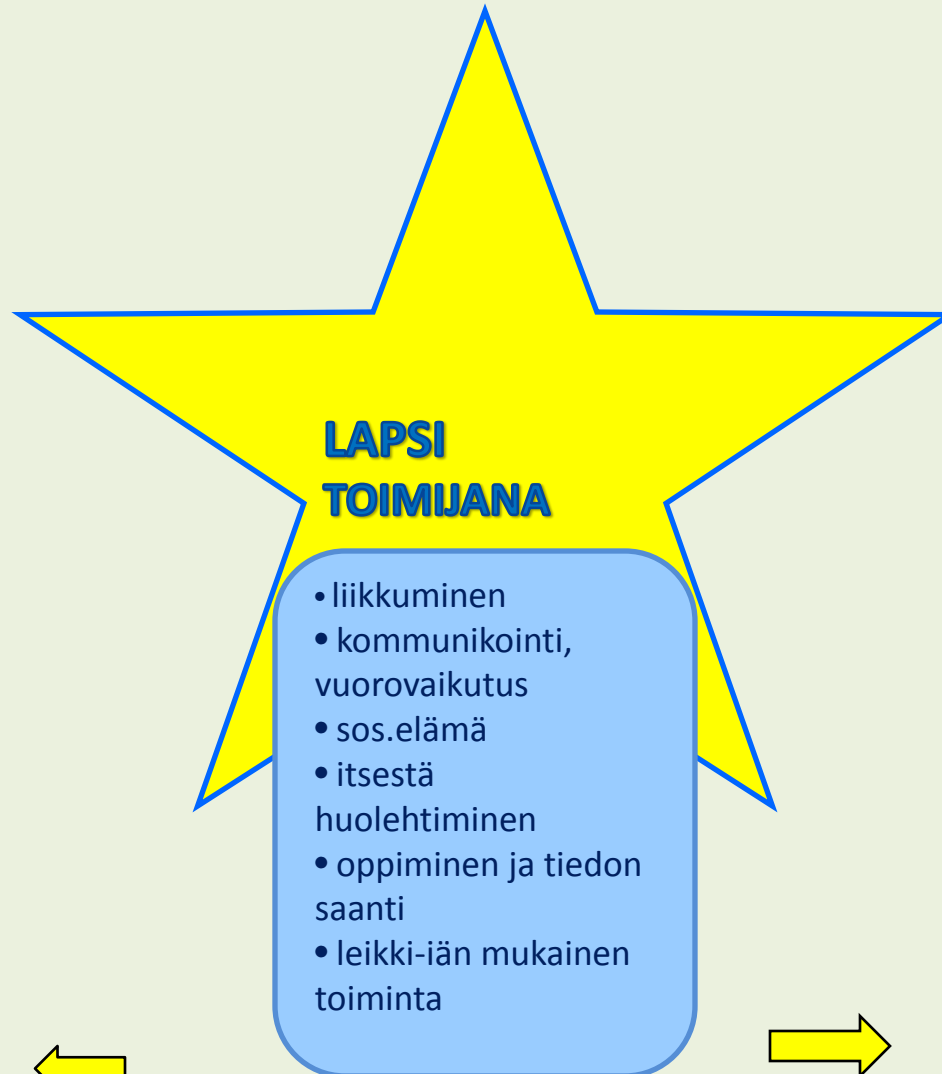 LAPSI
TOIMIJANA
• liikkuminen
• kommunikointi,
vuorovaikutus
• sos.elämä
• itsestä
huolehtiminen
• oppiminen ja tiedon
saanti
• leikki-iän mukainen
toiminta